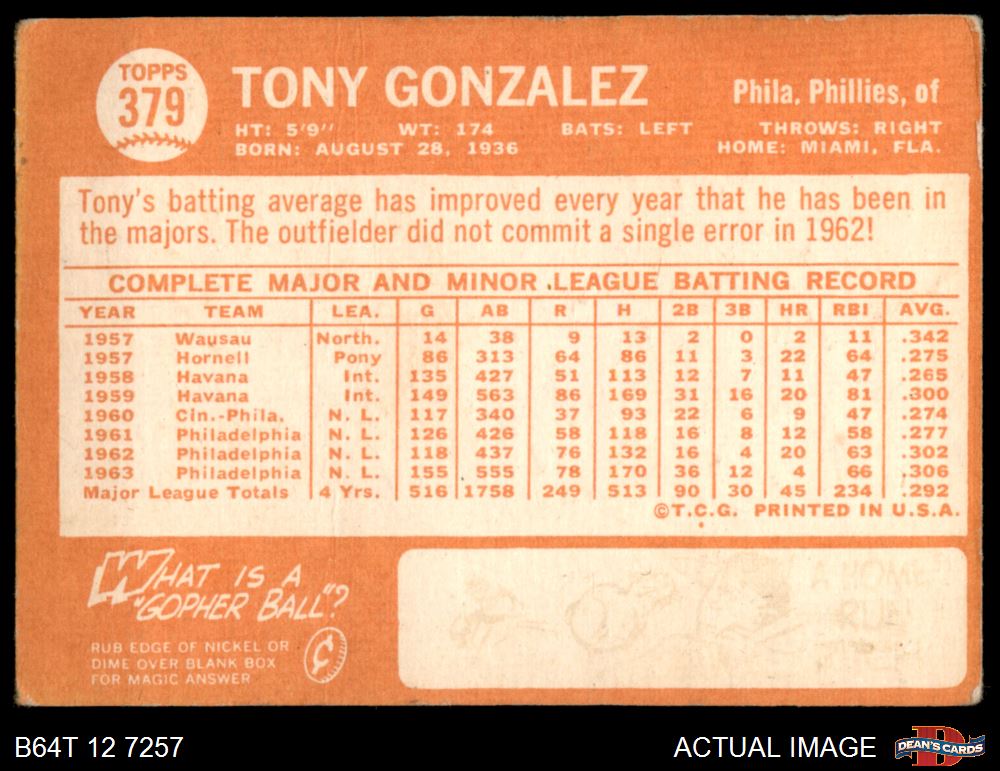 TOPPS
379
TONY GONZALEZ
Phila. Phillies, of
HT: 5'9" WT: 174 BATS: LEFT THROWS: RIGHT
BORN: AUGUST 28, 1936 HOME: MIAMI, FLA.
Tony's batting average has improved every year that he has been in
the majors. The outfielder did not commit a single error in 1962!
COMPLETE MAJOR AND MINOR LEAGUE BATTING RECORD
YEAR TEAM LEA. G AB R H 2B 3B HR RBI AVG.
1957 Wausau North. 14 38 9 13 2 0 2 11 .342
1957 Hornell Pony 86 313 64 86 11 3 22 64 .275
1958 Havana Int. 135 427 51 113 12 7 11 47 .265
1959 Havana Int. 149 563 86 169 31 16 20 81 .300
1960 Cin.-Phila. N. L. 117 340 37 93 22 6 9 47 .274
1961 Philadelphia N. L. 126 426 58 118 16 8 12 58 .277
1962 Philadelphia N. L. 118 437 76 132 16 4 20 63 .302
1963 Philadelphia N. L. 155 555 78 170 36 12 4 66 .306
Major League Totals 4 Yrs. 516 1758 249 513 90 30 45 234 .292
©T.C.G. PRINTED IN U.S.A.
WHAT IS A
"GOPHER BALL"?
RUB EDGE OF NICKEL OR
DIME OVER BLANK BOX
FOR MAGIC ANSWER
¢
A HOME
RUN
B64T 12 7257
ACTUAL IMAGE
DEAN'S CARDS